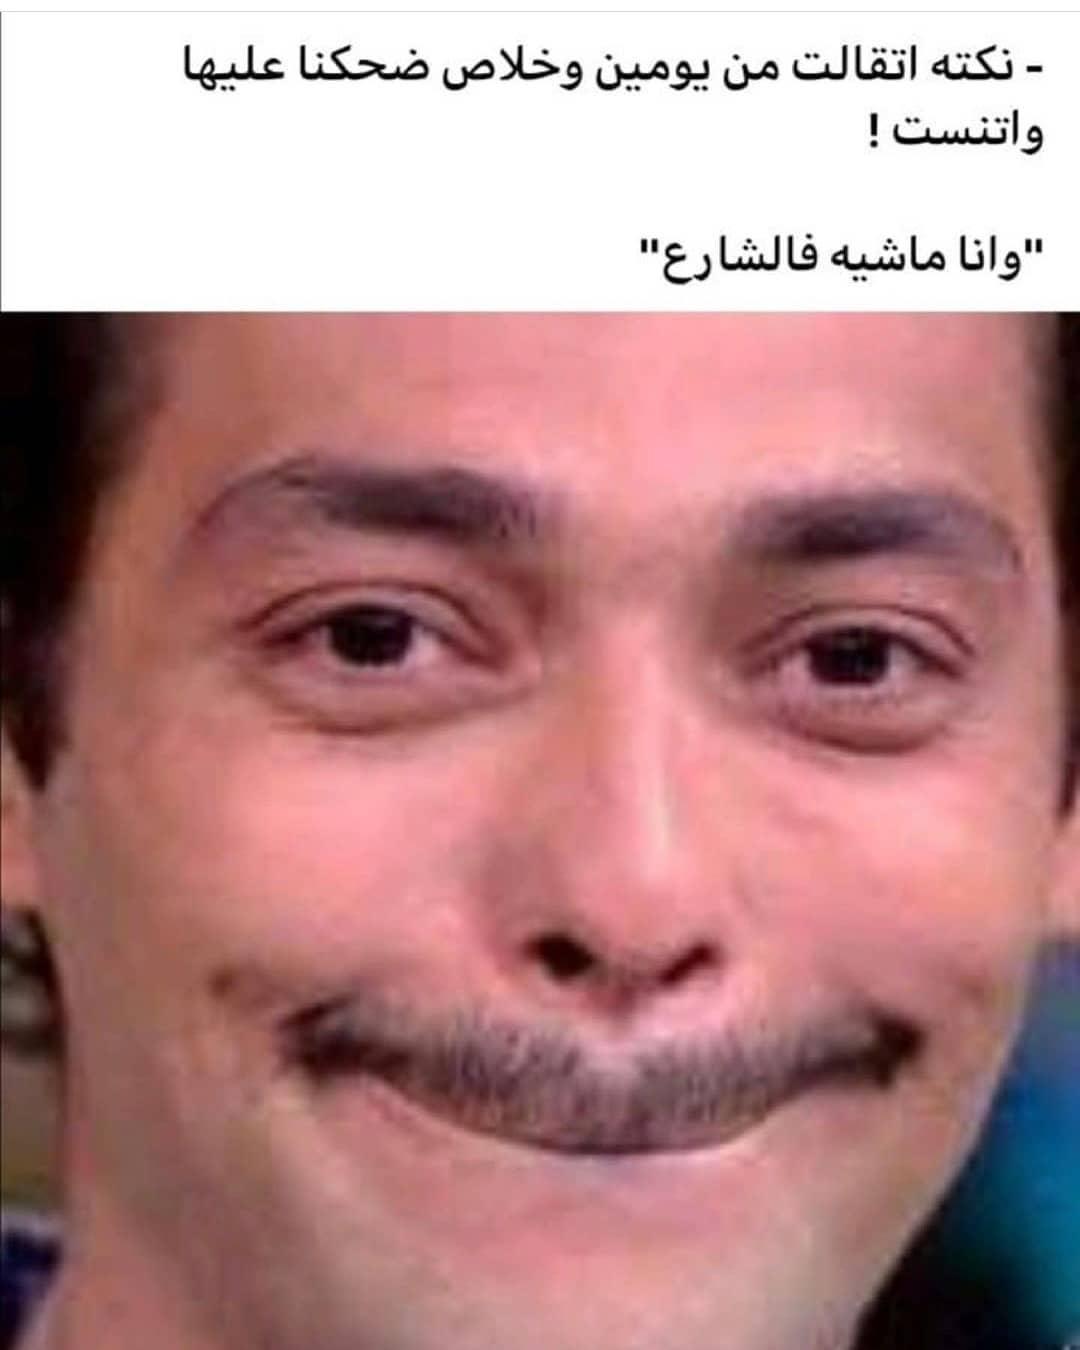 - نكته اتقالت من يومين وخلاص ضحكنا عليها
واتنست !
"وانا ماشيه فالشارع"